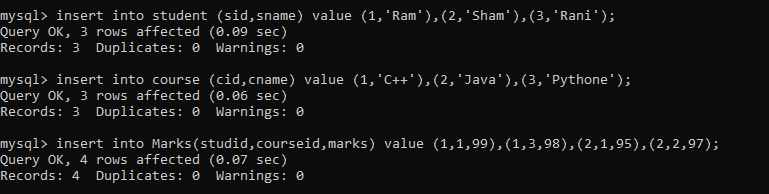 mysql> insert into student (sid,sname) value (1,'Ram'),(2,'Sham'),(3,'Rani');
Query OK, 3 rows affected (0.09 sec)
Records: 3  Duplicates: 0  Warnings: 0
mysql> insert into course (cid,cname) value (1,'C++'),(2,'Java'),(3,'Pythone');
Query OK, 3 rows affected (0.06 sec)
Records: 3  Duplicates: 0  Warnings: 0
mysql> insert into Marks(studid,courseid,marks) value (1,1,99),(1,3,98),(2,1,95),(2,2,97);
Query OK, 4 rows affected (0.07 sec)
Records: 4  Duplicates: 0  Warnings: 0